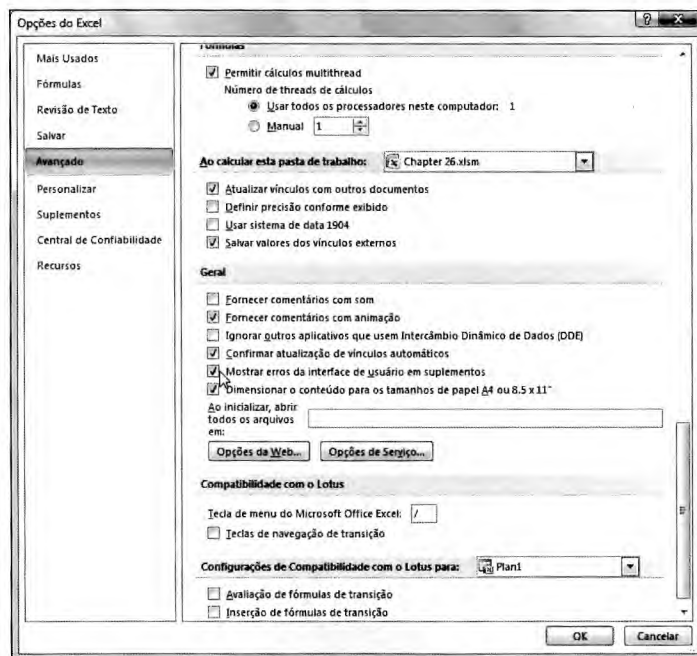 Opções do Excel
Mais Usados
Fórmulas
Revisão de Texto
Salvar
Avançado
Personalizar
Suplementos
Central de Confiabilidade
Recursos
Fórmulas
Permitir cálculos multithread
Número de threads de cálculos
Usar todos os processadores neste computador: 1
Manual 1
Ao calcular esta pasta de trabalho: Chapter 26.xlsm
Atualizar vínculos com outros documentos
Definir precisão conforme exibido
Usar sistema de data 1904
Salvar valores dos vínculos externos
Geral
Fornecer comentários com som
Fornecer comentários com animação
Ignorar outros aplicativos que usem Intercâmbio Dinâmico de Dados (DDE)
Confirmar atualização de vínculos automáticos
Mostrar erros da interface de usuário em suplementos
Dimensionar o conteúdo para os tamanhos de papel A4 ou 8.5 x 11"
Ao inicializar, abrir
todos os arquivos
em:
Opções da Web... Opções de Serviço...
Compatibilidade com o Lotus
Tecla de menu do Microsoft Office Excel: /
Teclas de navegação de transição
Configurações de Compatibilidade com o Lotus para: Plan1
Avaliação de fórmulas de transição
Inserção de fórmulas de transição
OK Cancelar